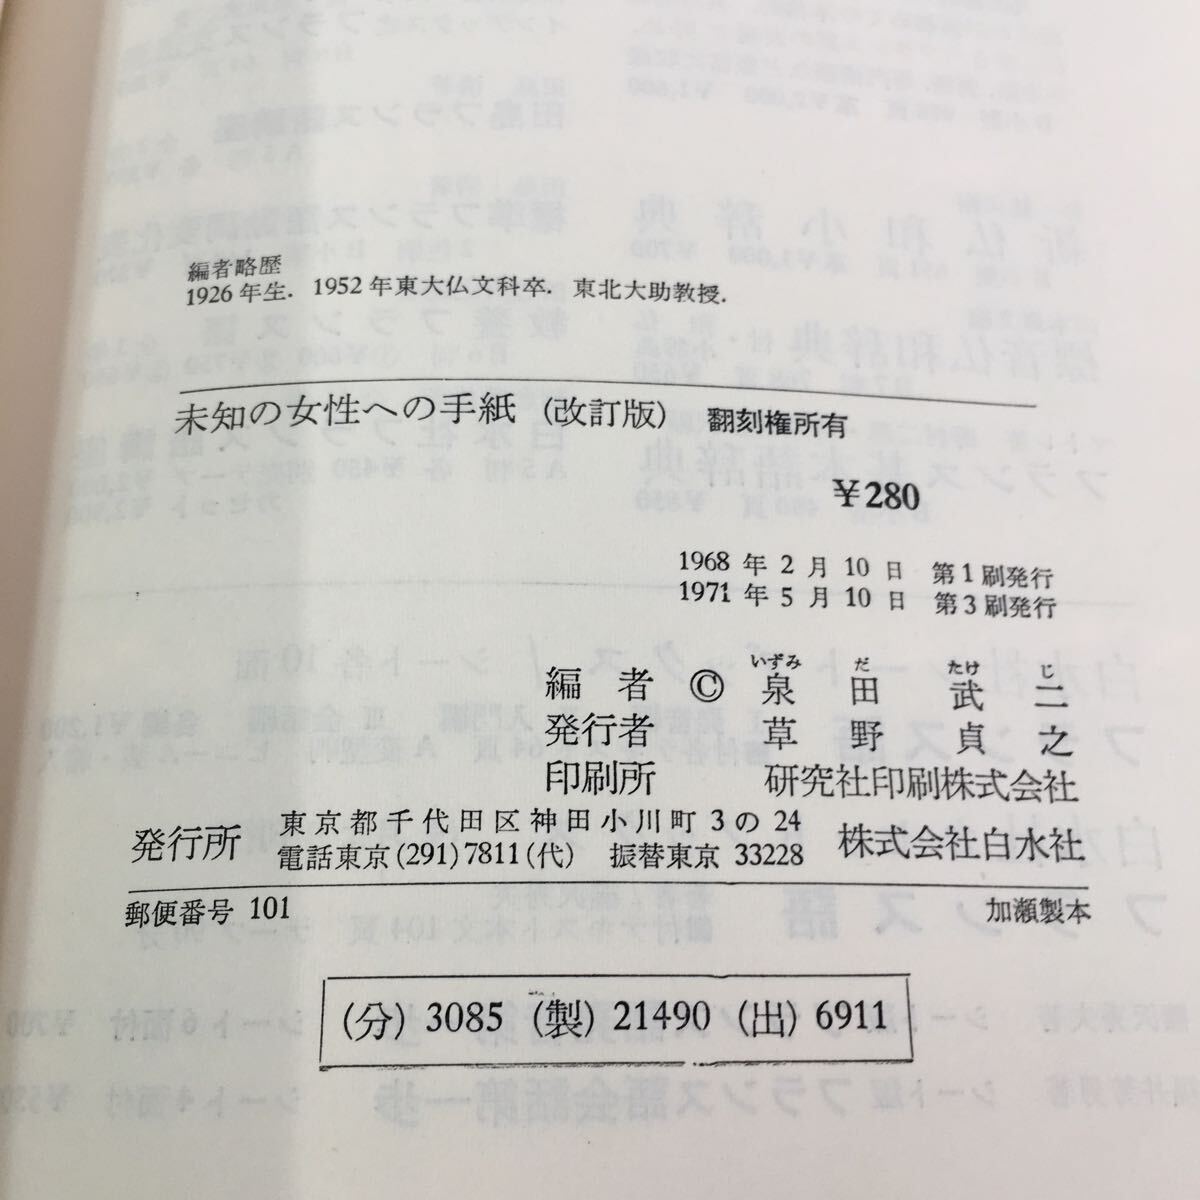 編者略歴
1926年生. 1952年東大仏文科卒. 東北大助教授.
未知の女性への手紙 (改訂版) 翻刻権所有
¥280
1968年2月10日 第1刷発行
1971年5月10日 第3刷発行
いずみ だ たけ じ
編者 © 泉田武二
発行者 草野貞之
印刷所 研究社印刷株式会社
発行所 東京都千代田区神田小川町3の24
電話東京(291)7811(代) 振替東京33228 株式会社白水社
郵便番号 101 加瀬製本
(分) 3085 (製) 21490 (出) 6911